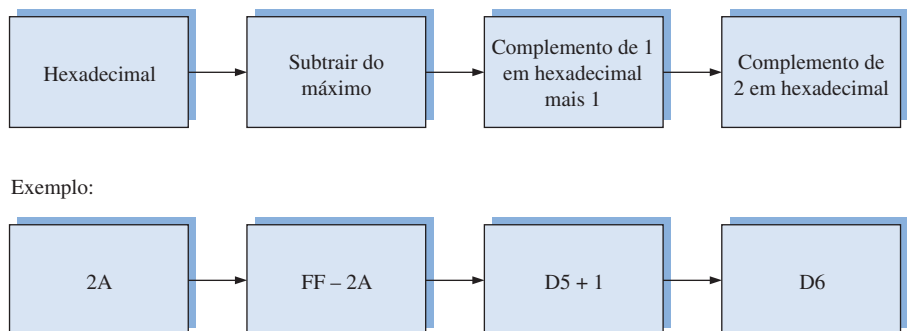 Hexadecimal
Subtrair do
máximo
Complemento de 1
em hexadecimal
mais 1
Complemento de
2 em hexadecimal
Exemplo:
2A
FF – 2A
D5 + 1
D6